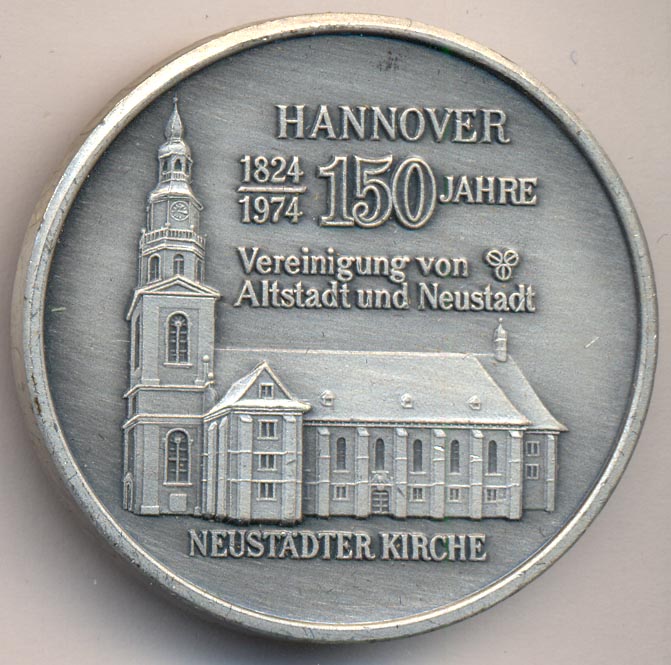 HANNOVER
1824
1974 150 JAHRE
Vereinigung von
Altstadt und Neustadt
NEUSTÄDTER KIRCHE